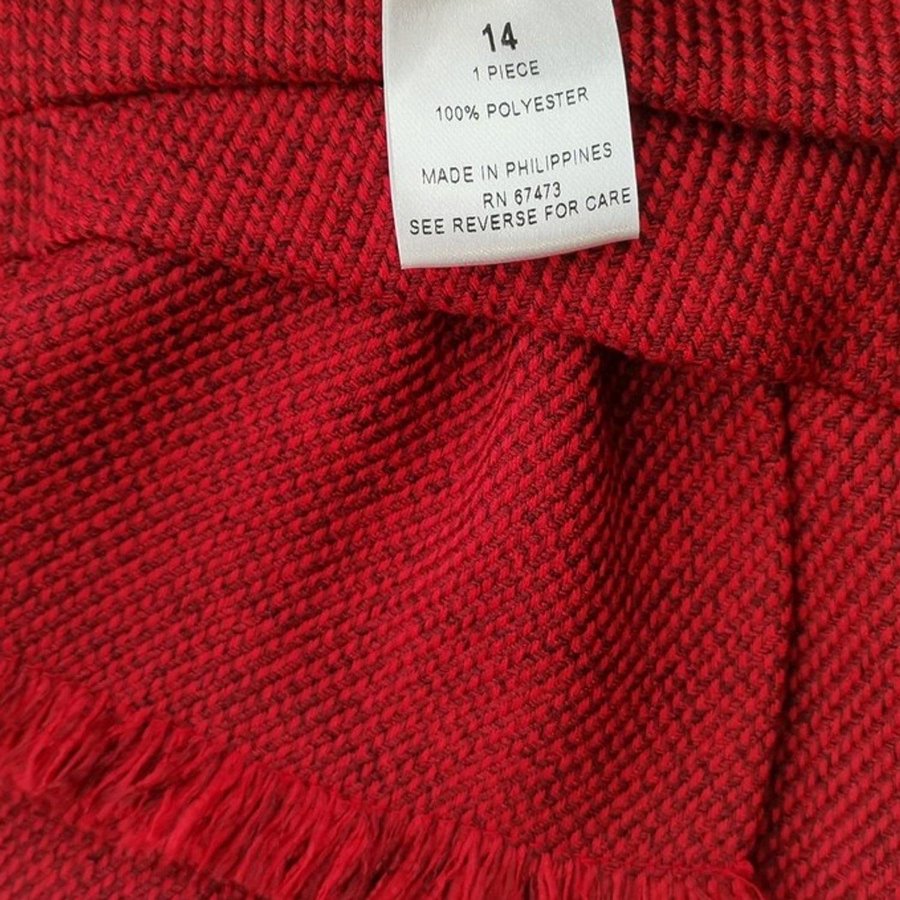 14
1 PIECE
100% POLYESTER
MADE IN PHILIPPINES
RN 67473
SEE REVERSE FOR CARE